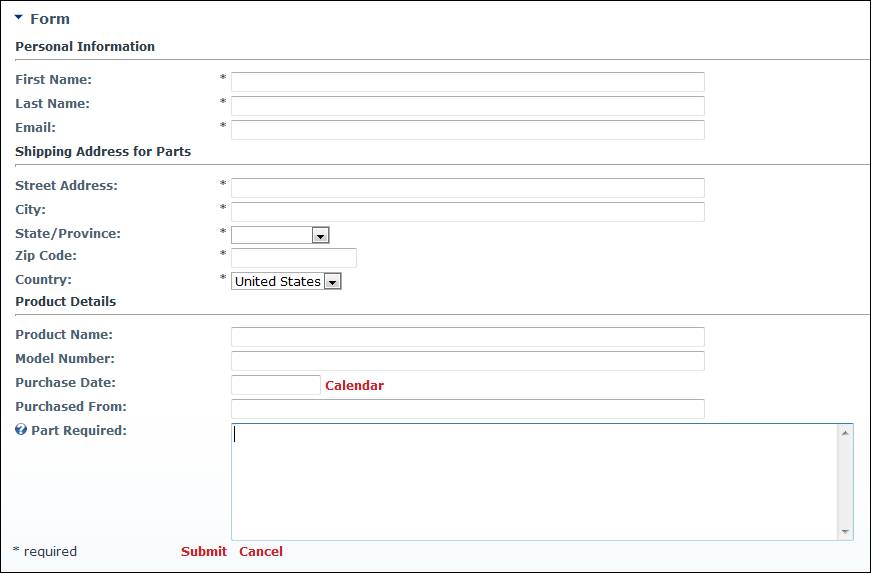 Form
Personal Information
First Name: *
Last Name: *
Email: *
Shipping Address for Parts
Street Address: *
City: *
State/Province: *
Zip Code: *
Country: * United States
Product Details
Product Name:
Model Number:
Purchase Date: Calendar
Purchased From:
? Part Required:
* required Submit Cancel